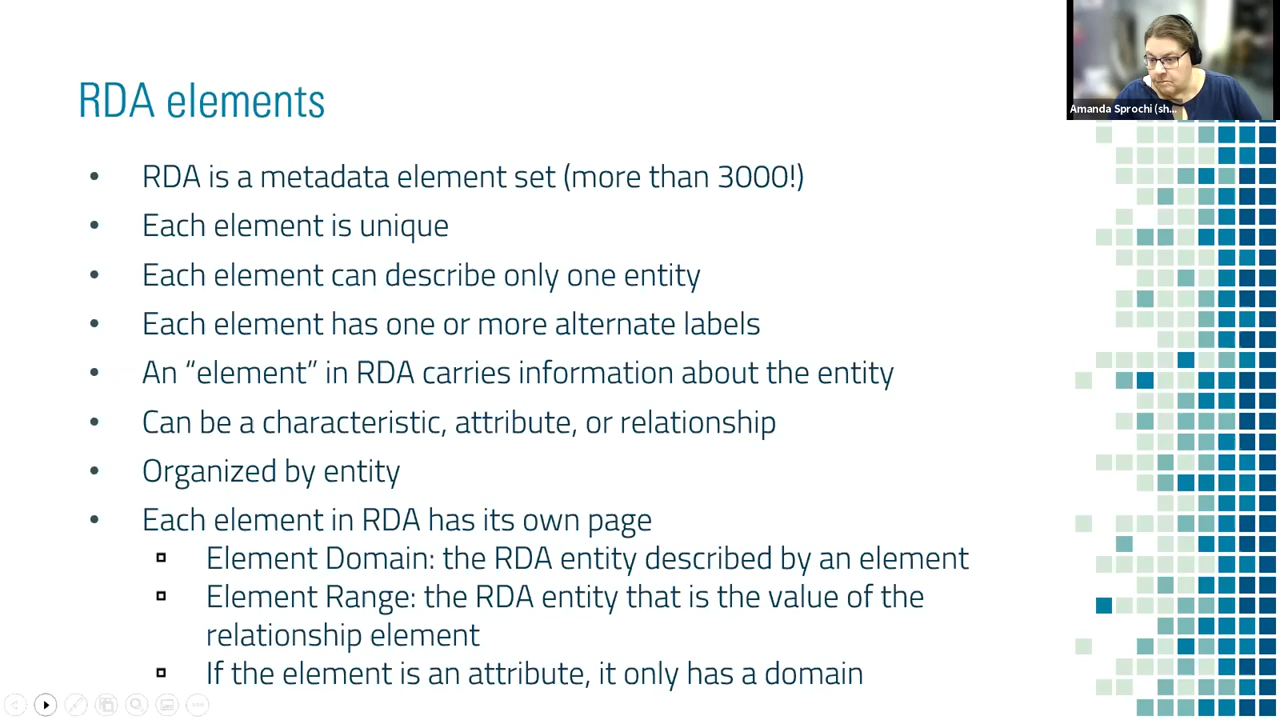 Amanda Sprochi (sh...
RDA elements
• RDA is a metadata element set (more than 3000!)
• Each element is unique
• Each element can describe only one entity
• Each element has one or more alternate labels
• An “element” in RDA carries information about the entity
• Can be a characteristic, attribute, or relationship
• Organized by entity
• Each element in RDA has its own page
▫ Element Domain: the RDA entity described by an element
▫ Element Range: the RDA entity that is the value of the
relationship element
▫ If the element is an attribute, it only has a domain